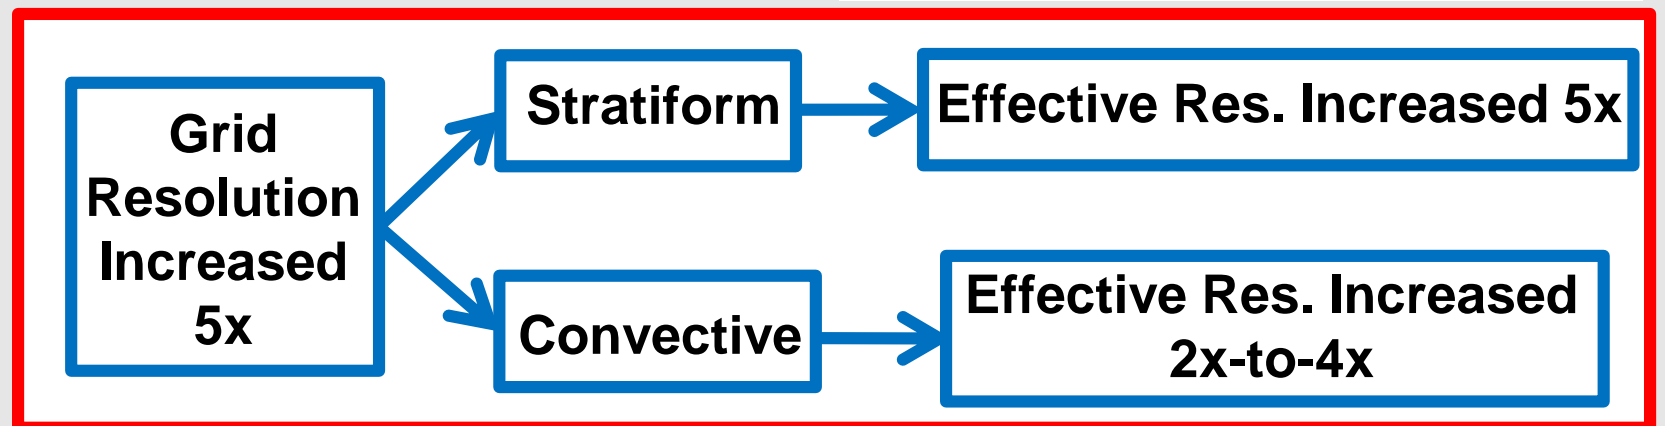 Grid
Resolution
Increased
5x
Stratiform
Effective Res. Increased 5x
Convective
Effective Res. Increased
2x-to-4x